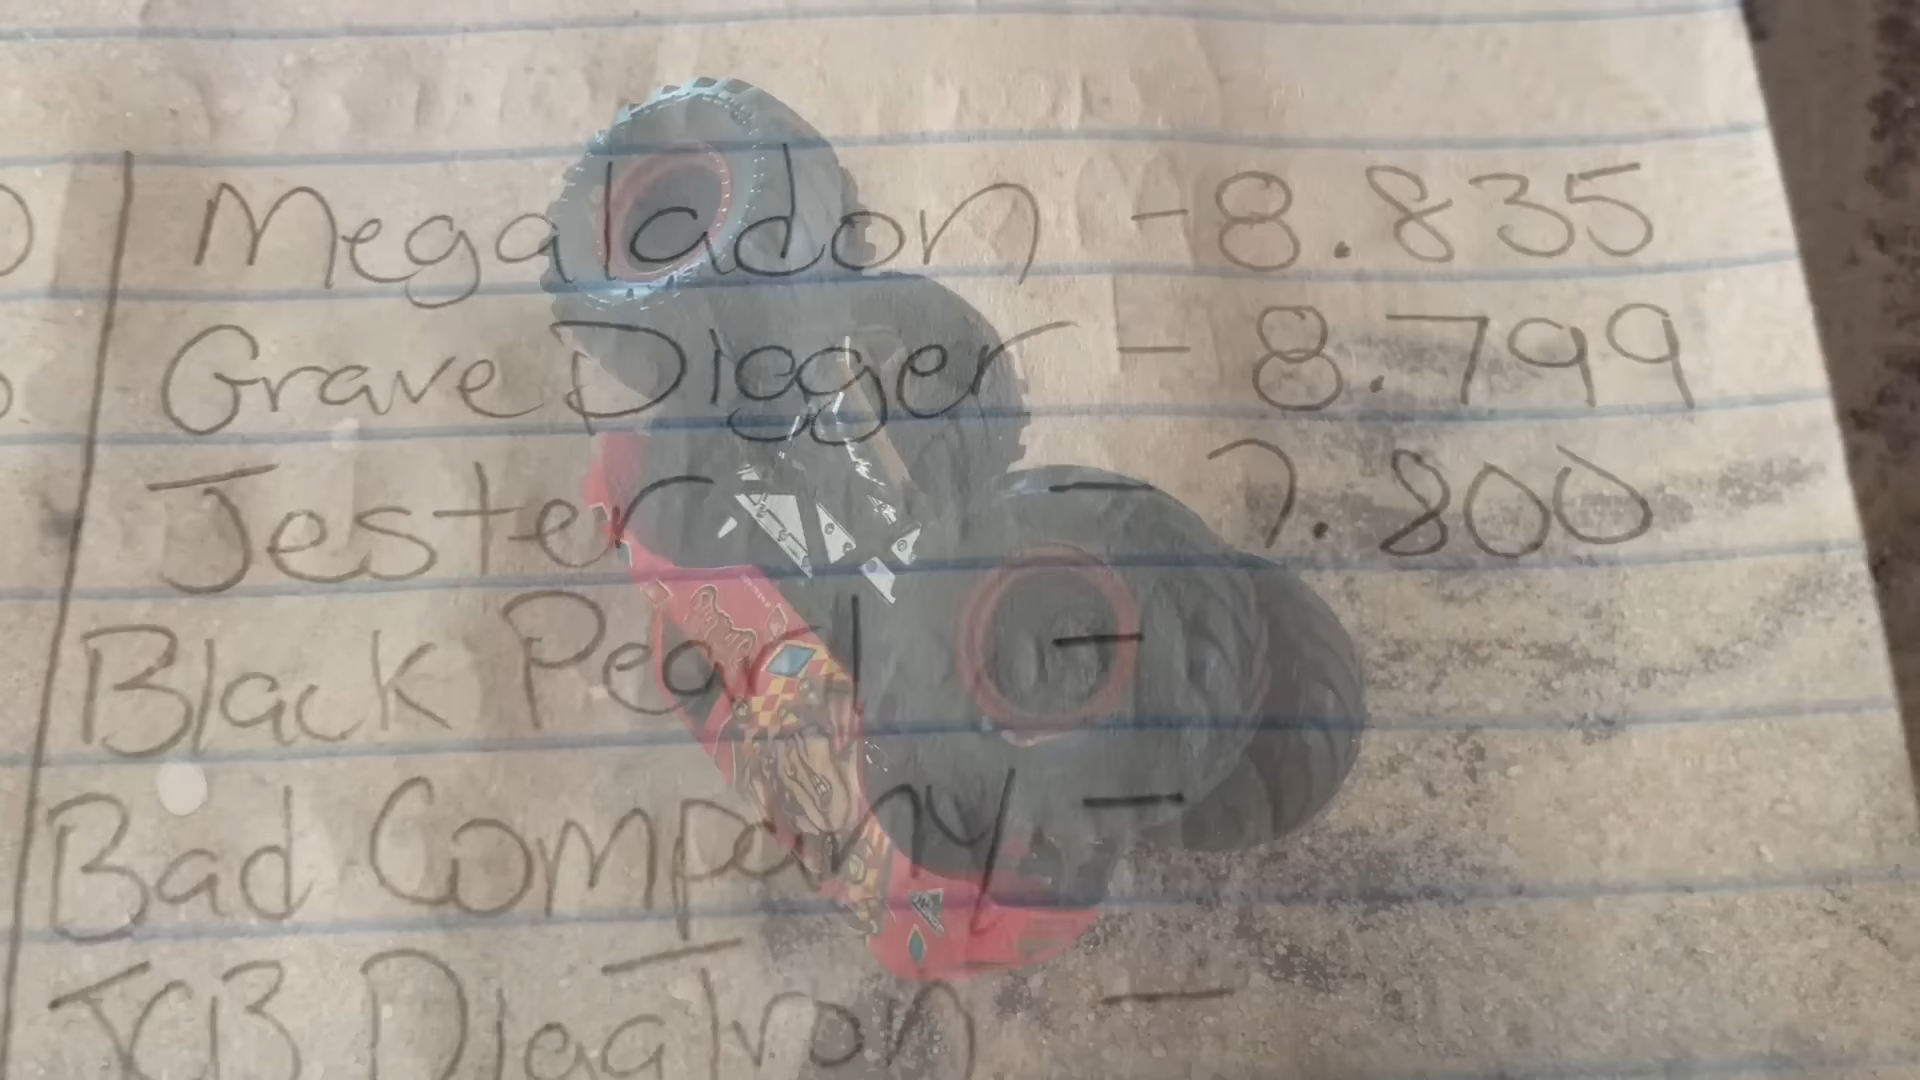 Megaladon - 8.835
Grave Digger - 8.799
Jester - 7.800
Black Pearl -
Bad Company -
JCB Digatron -